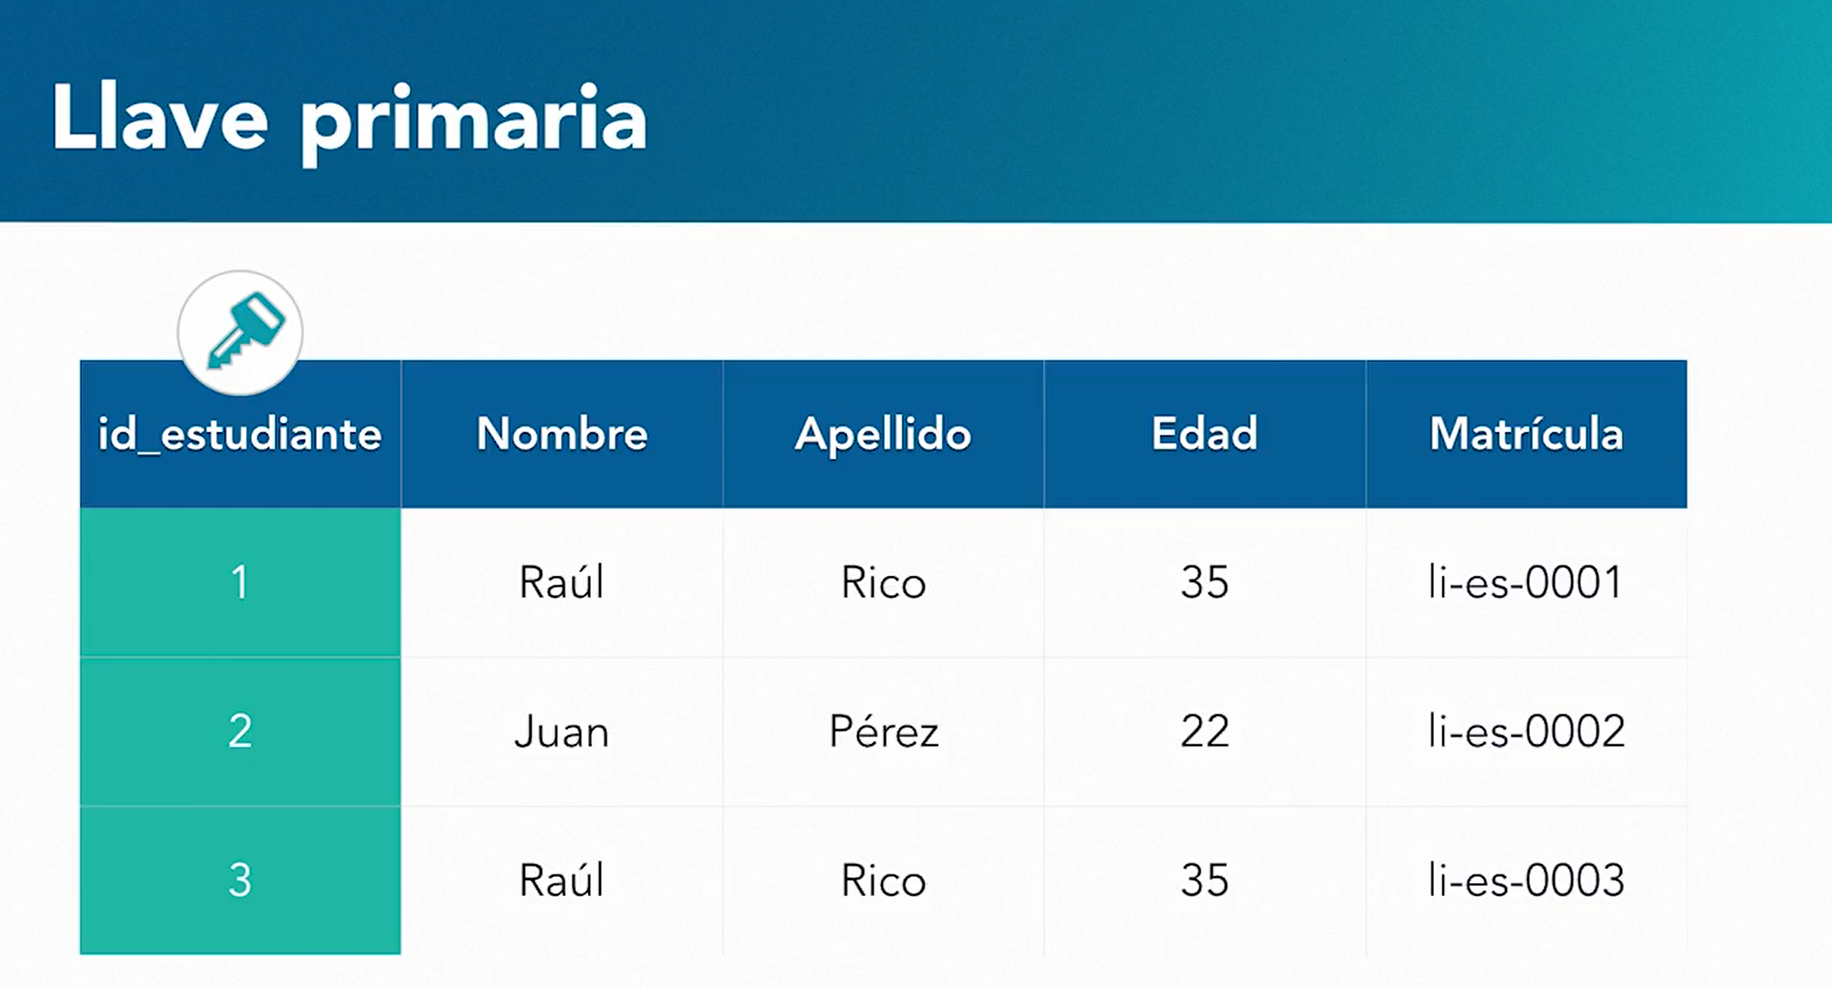 Llave primaria
id_estudiante Nombre Apellido Edad Matrícula
1 Raúl Rico 35 li-es-0001
2 Juan Pérez 22 li-es-0002
3 Raúl Rico 35 li-es-0003